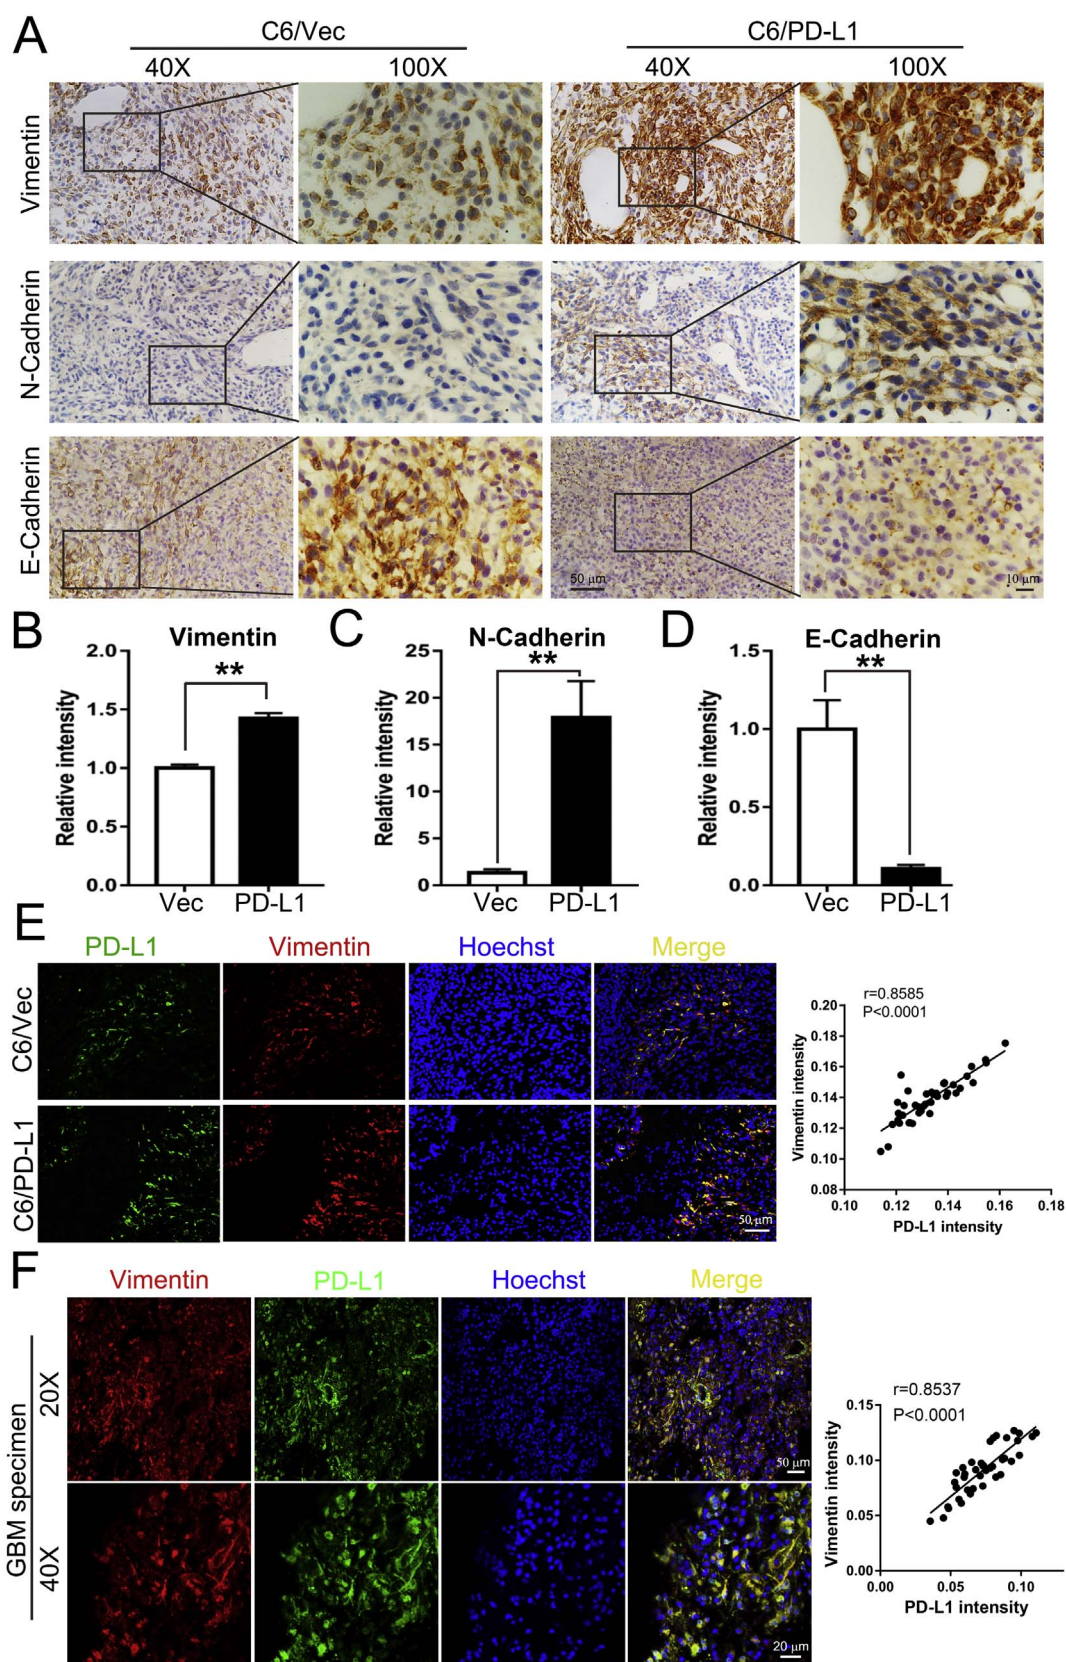 A
C6/Vec
C6/PD-L1
40X
100X
40X
100X
Vimentin
N-Cadherin
E-Cadherin
50 μm
10 μm
B
Vimentin
**
Relative intensity
2.0
1.5
1.0
0.5
0.0
Vec
PD-L1
C
N-Cadherin
**
Relative intensity
25
20
15
10
5
0
Vec
PD-L1
D
E-Cadherin
**
Relative intensity
1.5
1.0
0.5
0.0
Vec
PD-L1
E
PD-L1
Vimentin
Hoechst
Merge
C6/Vec
C6/PD-L1
50 μm
r=0.8585
P<0.0001
Vimentin intensity
0.20
0.18
0.16
0.14
0.12
0.10
0.08
0.10
0.12
0.14
0.16
0.18
PD-L1 intensity
F
Vimentin
PD-L1
Hoechst
Merge
GBM specimen
20X
40X
50 μm
20 μm
r=0.8537
P<0.0001
Vimentin intensity
0.15
0.10
0.05
0.00
0.00
0.05
0.10
PD-L1 intensity